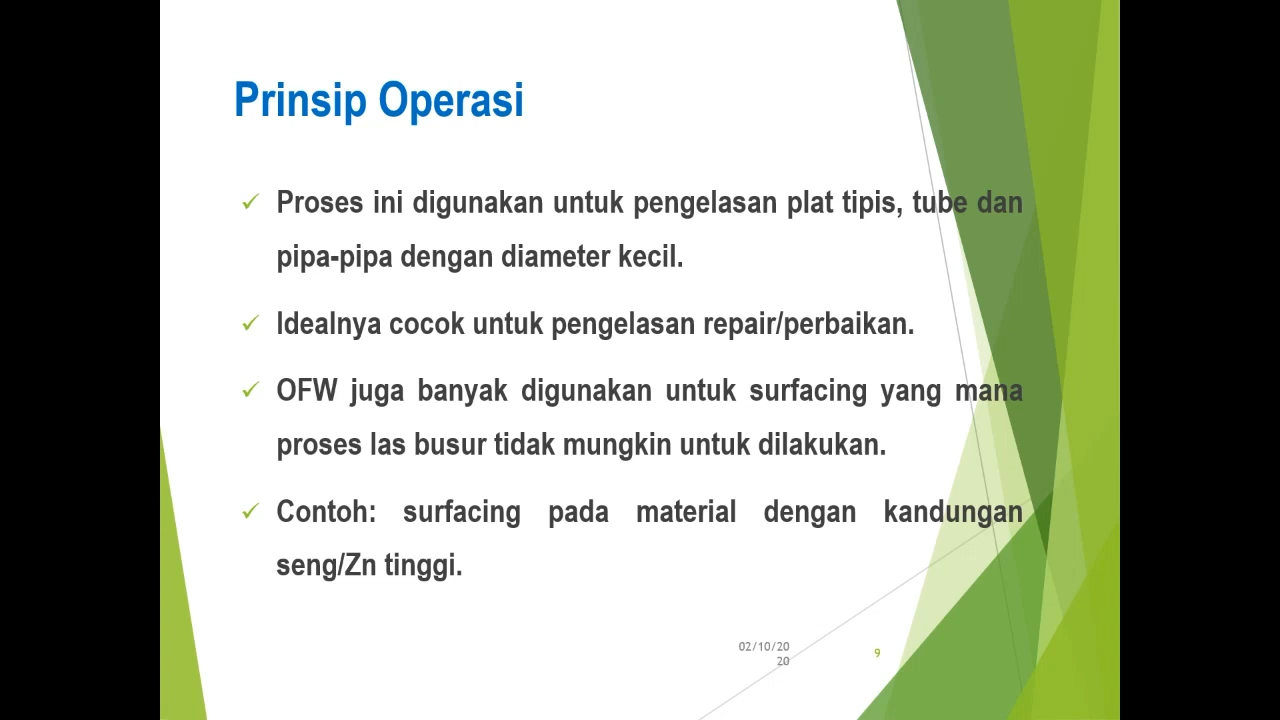 Prinsip Operasi
Proses ini digunakan untuk pengelasan plat tipis, tube dan
pipa-pipa dengan diameter kecil.
Idealnya cocok untuk pengelasan repair/perbaikan.
OFW juga banyak digunakan untuk surfacing yang mana
proses las busur tidak mungkin untuk dilakukan.
Contoh: surfacing pada material dengan kandungan
seng/Zn tinggi.
02/10/20
20
9